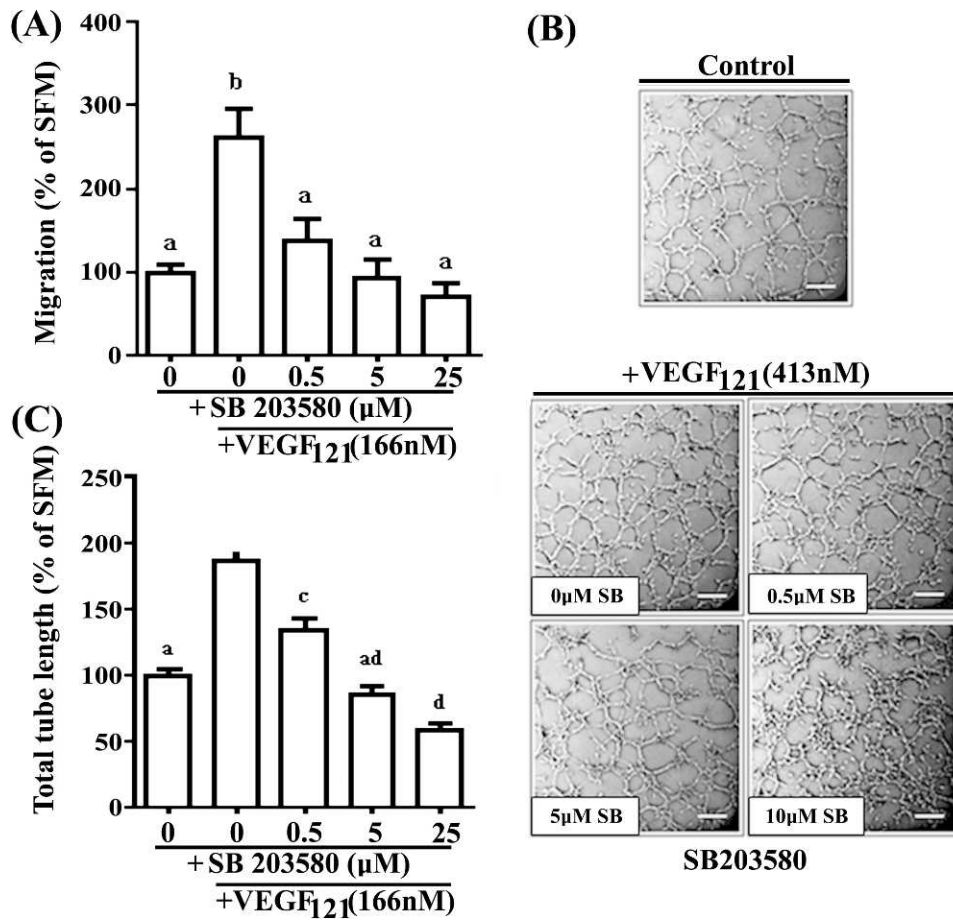 (A)
Migration (% of SFM)
400
300
200
100
0
a
b
a
a
a
0 0 0.5 5 25
+ SB 203580 (µM)
+VEGF121(166nM)
(B)
Control
+VEGF121(413nM)
0µM SB
0.5µM SB
5µM SB
10µM SB
SB203580
(C)
Total tube length (% of SFM)
250
200
150
100
50
0
a
c
ad
d
0 0 0.5 5 25
+ SB 203580 (µM)
+VEGF121(166nM)